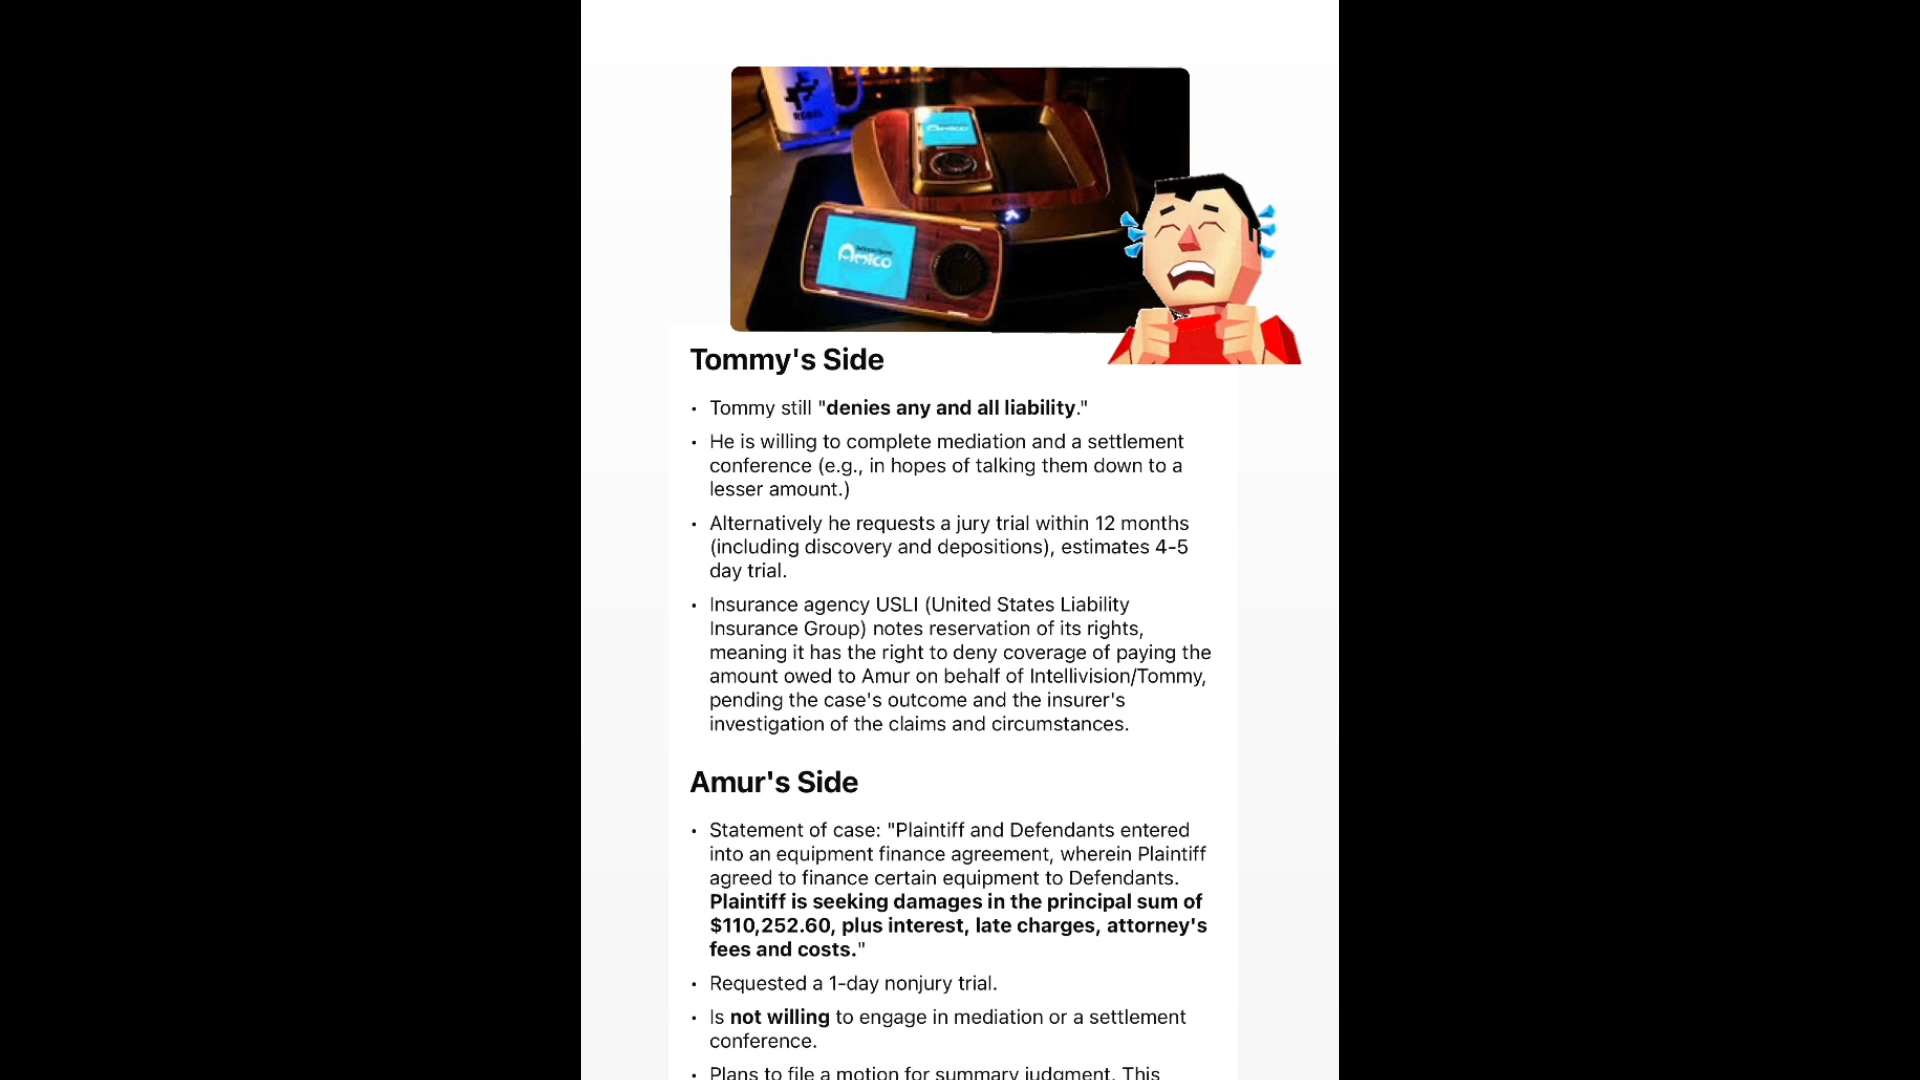 REBEL
Amico
Amico
Tommy's Side
• Tommy still "denies any and all liability."
• He is willing to complete mediation and a settlement
conference (e.g., in hopes of talking them down to a
lesser amount.)
• Alternatively he requests a jury trial within 12 months
(including discovery and depositions), estimates 4-5
day trial.
• Insurance agency USLI (United States Liability
Insurance Group) notes reservation of its rights,
meaning it has the right to deny coverage of paying the
amount owed to Amur on behalf of Intellivision/Tommy,
pending the case's outcome and the insurer's
investigation of the claims and circumstances.
Amur's Side
• Statement of case: "Plaintiff and Defendants entered
into an equipment finance agreement, wherein Plaintiff
agreed to finance certain equipment to Defendants.
Plaintiff is seeking damages in the principal sum of
$110,252.60, plus interest, late charges, attorney's
fees and costs."
• Requested a 1-day nonjury trial.
• Is not willing to engage in mediation or a settlement
conference.
• Plans to file a motion for summary judgment. This